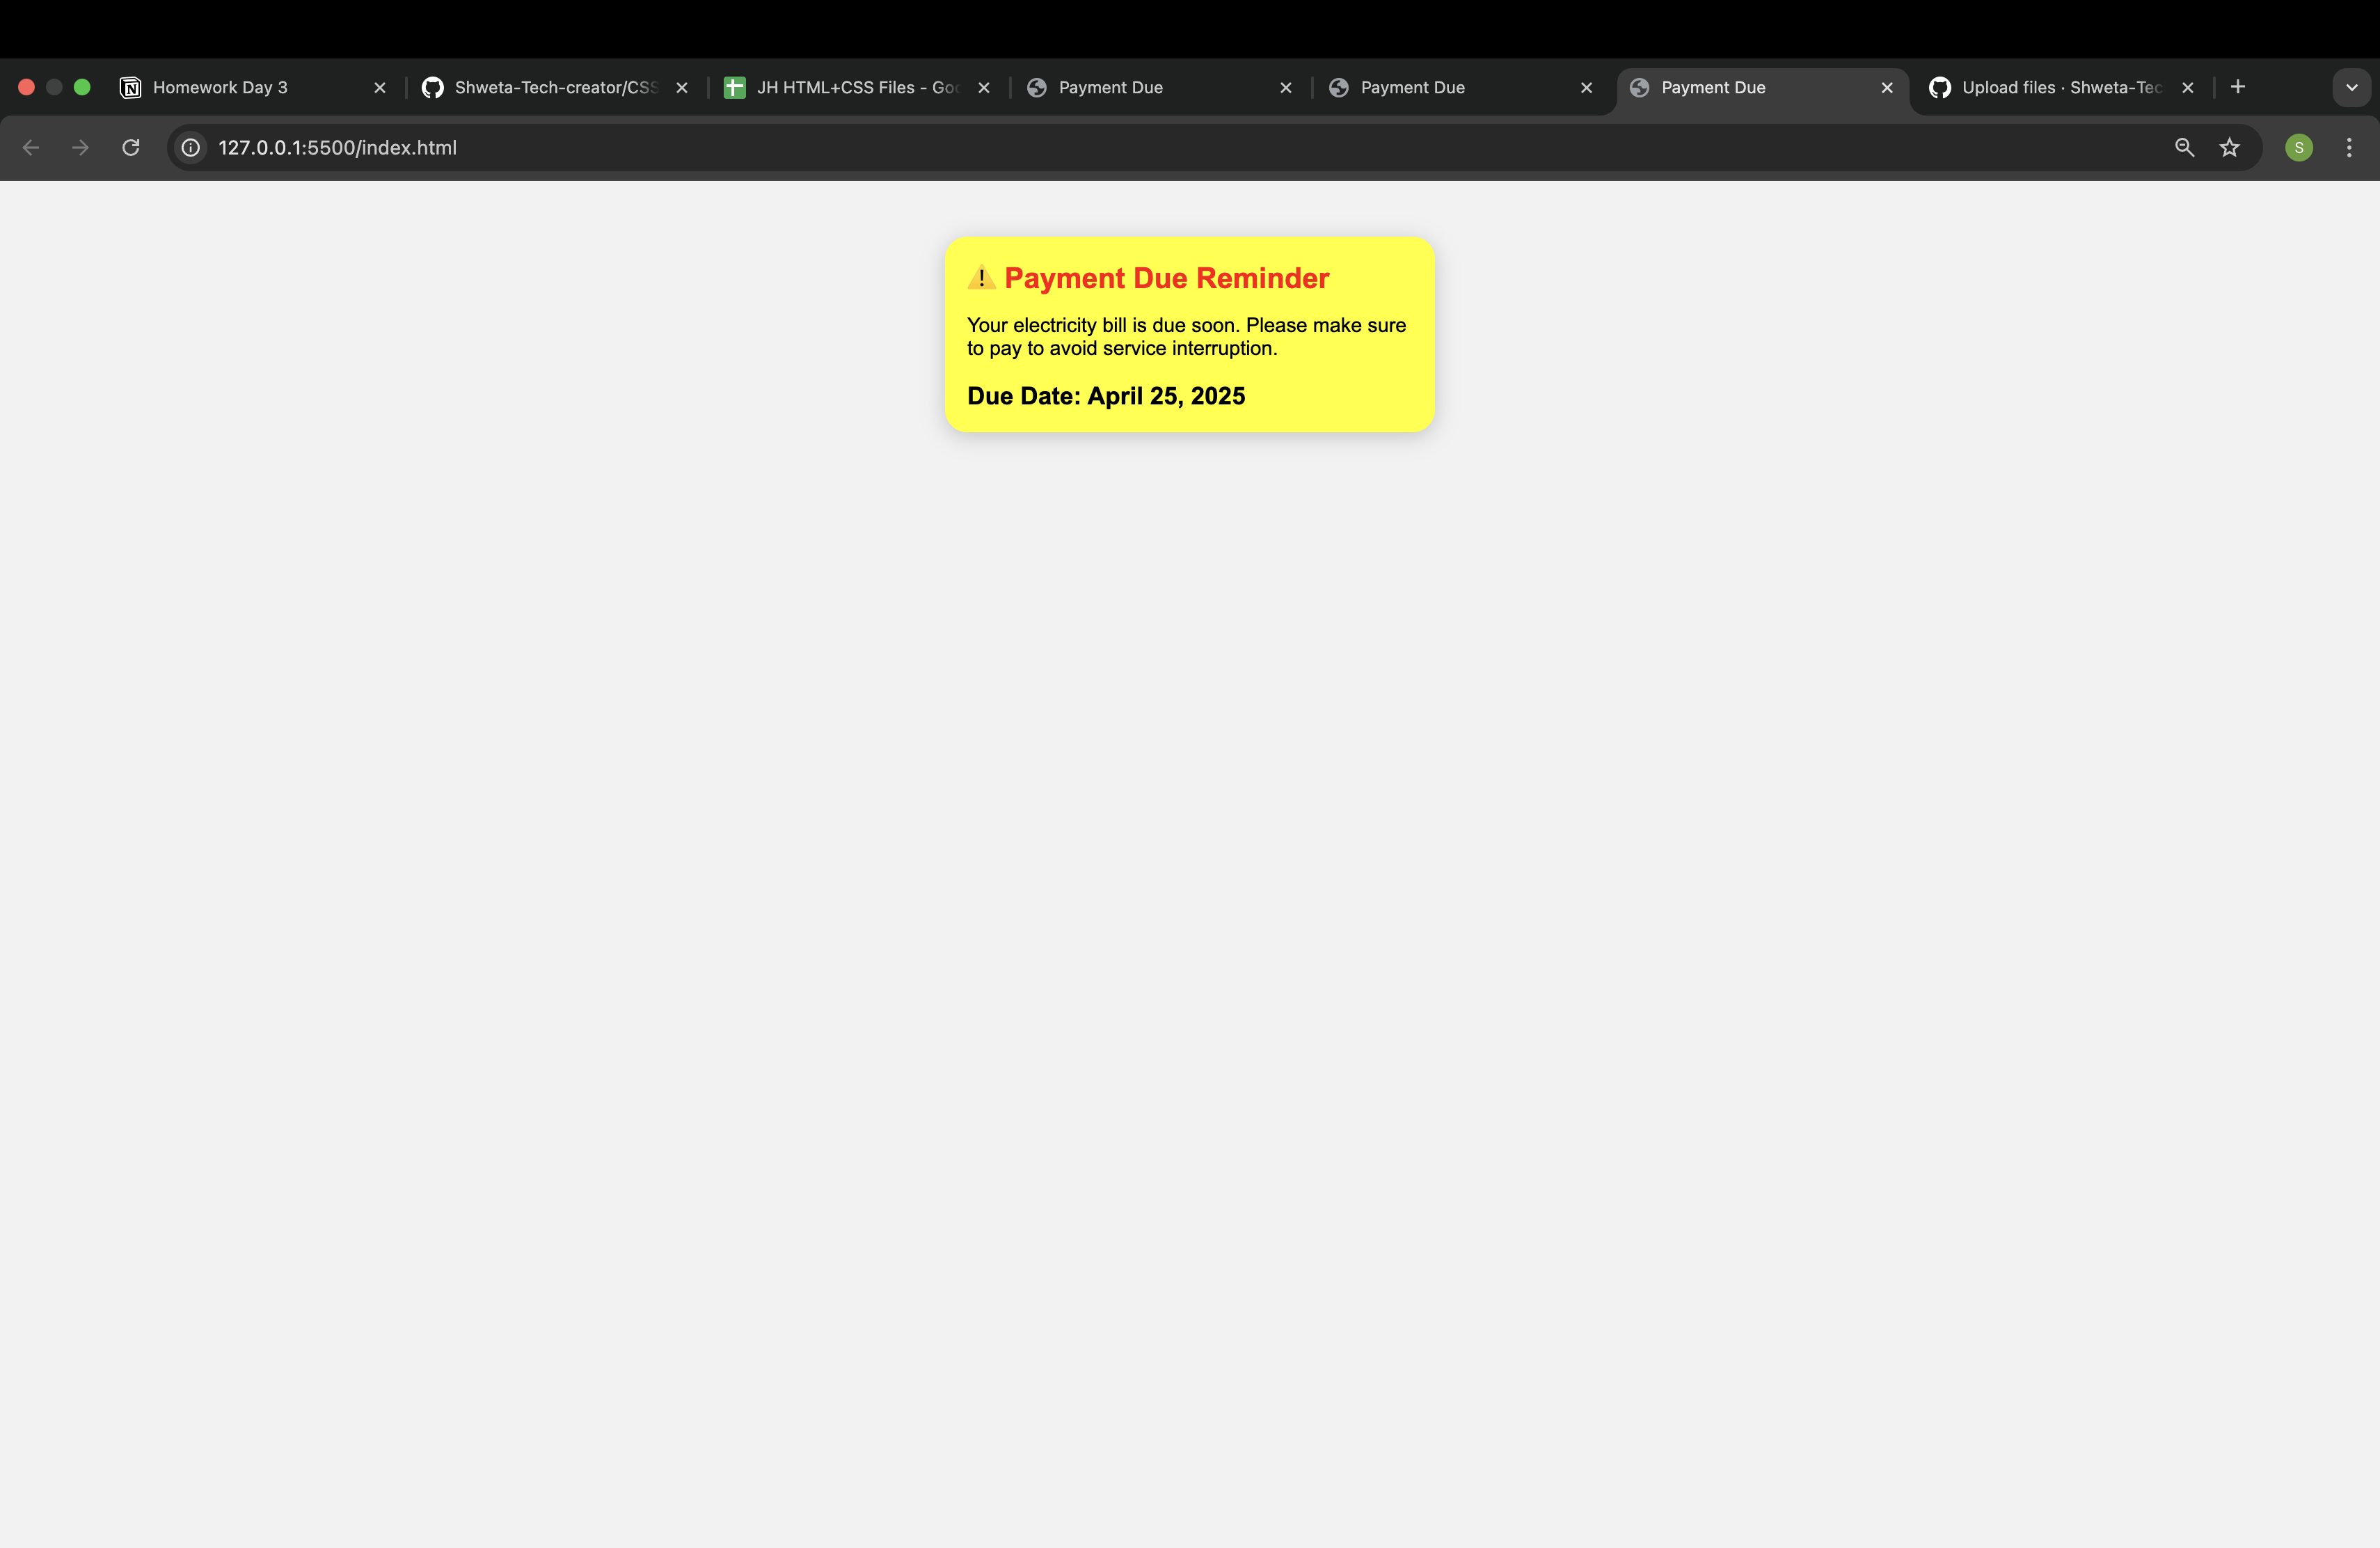 Homework Day 3
Shweta-Tech-creator/CSS
JH HTML+CSS Files - Goo
Payment Due
Payment Due
Payment Due
Upload files · Shweta-Tec
127.0.0.1:5500/index.html
S
⚠️ Payment Due Reminder
Your electricity bill is due soon. Please make sure
to pay to avoid service interruption.
Due Date: April 25, 2025